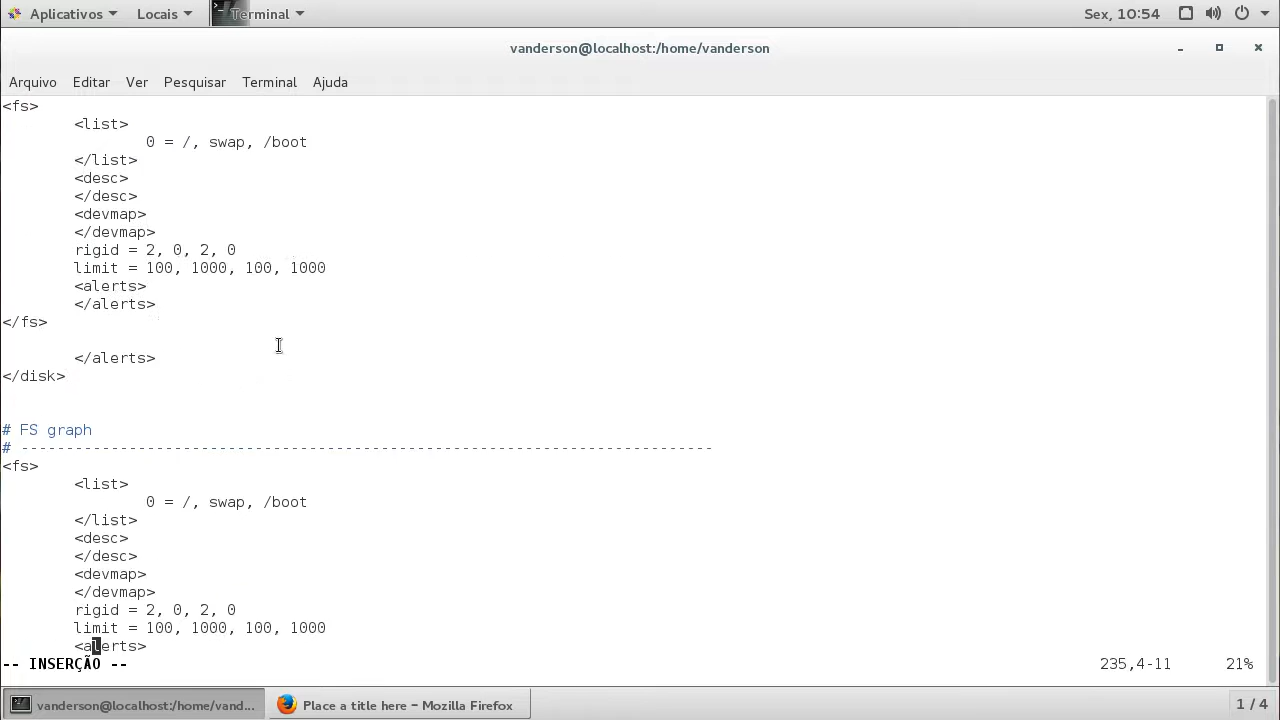 Aplicativos Locais Terminal Sex, 10:54
vanderson@localhost:/home/vanderson
Arquivo Editar Ver Pesquisar Terminal Ajuda
<fs>
<list>
0 = /, swap, /boot
</list>
<desc>
</desc>
<devmap>
</devmap>
rigid = 2, 0, 2, 0
limit = 100, 1000, 100, 1000
<alerts>
</alerts>
</fs>
</alerts>
</disk>
# FS graph
# -----------------------------------------------------------------------------
<fs>
<list>
0 = /, swap, /boot
</list>
<desc>
</desc>
<devmap>
</devmap>
rigid = 2, 0, 2, 0
limit = 100, 1000, 100, 1000
<alerts>
-- INSERÇÃO -- 235,4-11 21%
vanderson@localhost:/home/vand... Place a title here – Mozilla Firefox 1 / 4